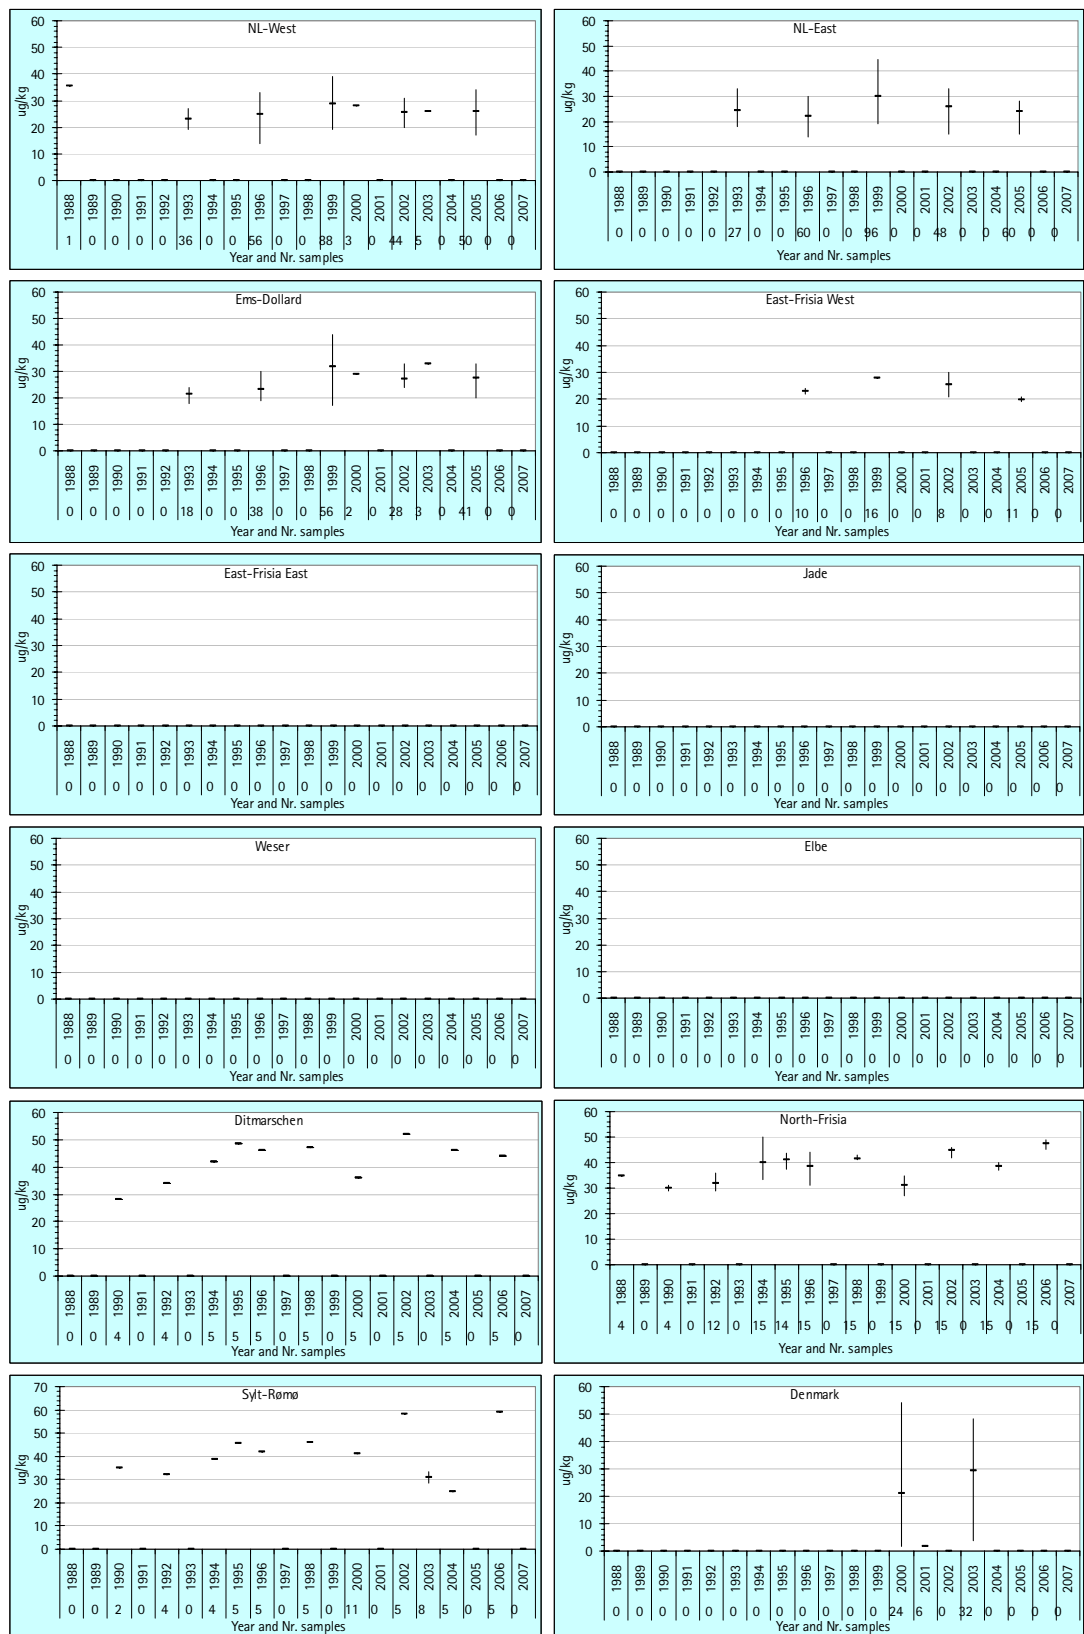 NL-West
60
50
40
30
20
10
0
ug/kg
1988 1989 1990 1991 1992 1993 1994 1995 1996 1997 1998 1999 2000 2001 2002 2003 2004 2005 2006 2007
1 0 0 0 0 36 0 0 56 0 0 88 3 0 44 5 0 50 0 0
Year and Nr. samples
NL-East
60
50
40
30
20
10
0
ug/kg
1988 1989 1990 1991 1992 1993 1994 1995 1996 1997 1998 1999 2000 2001 2002 2003 2004 2005 2006 2007
0 0 0 0 0 27 0 0 60 0 0 96 0 0 48 0 0 60 0 0
Year and Nr. samples
Ems-Dollard
60
50
40
30
20
10
0
ug/kg
1988 1989 1990 1991 1992 1993 1994 1995 1996 1997 1998 1999 2000 2001 2002 2003 2004 2005 2006 2007
0 0 0 0 0 18 0 0 38 0 0 56 2 0 28 3 0 41 0 0
Year and Nr. samples
East-Frisia West
60
50
40
30
20
10
0
ug/kg
1988 1989 1990 1991 1992 1993 1994 1995 1996 1997 1998 1999 2000 2001 2002 2003 2004 2005 2006 2007
0 0 0 0 0 0 0 0 10 0 0 16 0 0 8 0 0 11 0 0
Year and Nr. samples
East-Frisia East
60
50
40
30
20
10
0
ug/kg
1988 1989 1990 1991 1992 1993 1994 1995 1996 1997 1998 1999 2000 2001 2002 2003 2004 2005 2006 2007
0 0 0 0 0 0 0 0 0 0 0 0 0 0 0 0 0 0 0 0
Year and Nr. samples
Jade
60
50
40
30
20
10
0
ug/kg
1988 1989 1990 1991 1992 1993 1994 1995 1996 1997 1998 1999 2000 2001 2002 2003 2004 2005 2006 2007
0 0 0 0 0 0 0 0 0 0 0 0 0 0 0 0 0 0 0 0
Year and Nr. samples
Weser
60
50
40
30
20
10
0
ug/kg
1988 1989 1990 1991 1992 1993 1994 1995 1996 1997 1998 1999 2000 2001 2002 2003 2004 2005 2006 2007
0 0 0 0 0 0 0 0 0 0 0 0 0 0 0 0 0 0 0 0
Year and Nr. samples
Elbe
60
50
40
30
20
10
0
ug/kg
1988 1989 1990 1991 1992 1993 1994 1995 1996 1997 1998 1999 2000 2001 2002 2003 2004 2005 2006 2007
0 0 0 0 0 0 0 0 0 0 0 0 0 0 0 0 0 0 0 0
Year and Nr. samples
Ditmarschen
60
50
40
30
20
10
0
ug/kg
1988 1989 1990 1991 1992 1993 1994 1995 1996 1997 1998 1999 2000 2001 2002 2003 2004 2005 2006 2007
0 0 4 0 4 0 5 5 5 0 5 0 5 0 5 0 5 0 5 0
Year and Nr. samples
North-Frisia
60
50
40
30
20
10
0
ug/kg
1988 1989 1990 1991 1992 1993 1994 1995 1996 1997 1998 1999 2000 2001 2002 2003 2004 2005 2006 2007
4 0 4 0 12 0 15 14 15 0 15 0 15 0 15 0 15 0 15 0
Year and Nr. samples
Sylt-Rømø
70
60
50
40
30
20
10
0
ug/kg
1988 1989 1990 1991 1992 1993 1994 1995 1996 1997 1998 1999 2000 2001 2002 2003 2004 2005 2006 2007
0 0 2 0 4 0 4 5 5 0 5 0 11 0 5 8 5 0 5 0
Year and Nr. samples
Denmark
60
50
40
30
20
10
0
ug/kg
1988 1989 1990 1991 1992 1993 1994 1995 1996 1997 1998 1999 2000 2001 2002 2003 2004 2005 2006 2007
0 0 0 0 0 0 0 0 0 0 0 0 24 6 0 32 0 0 0 0
Year and Nr. samples